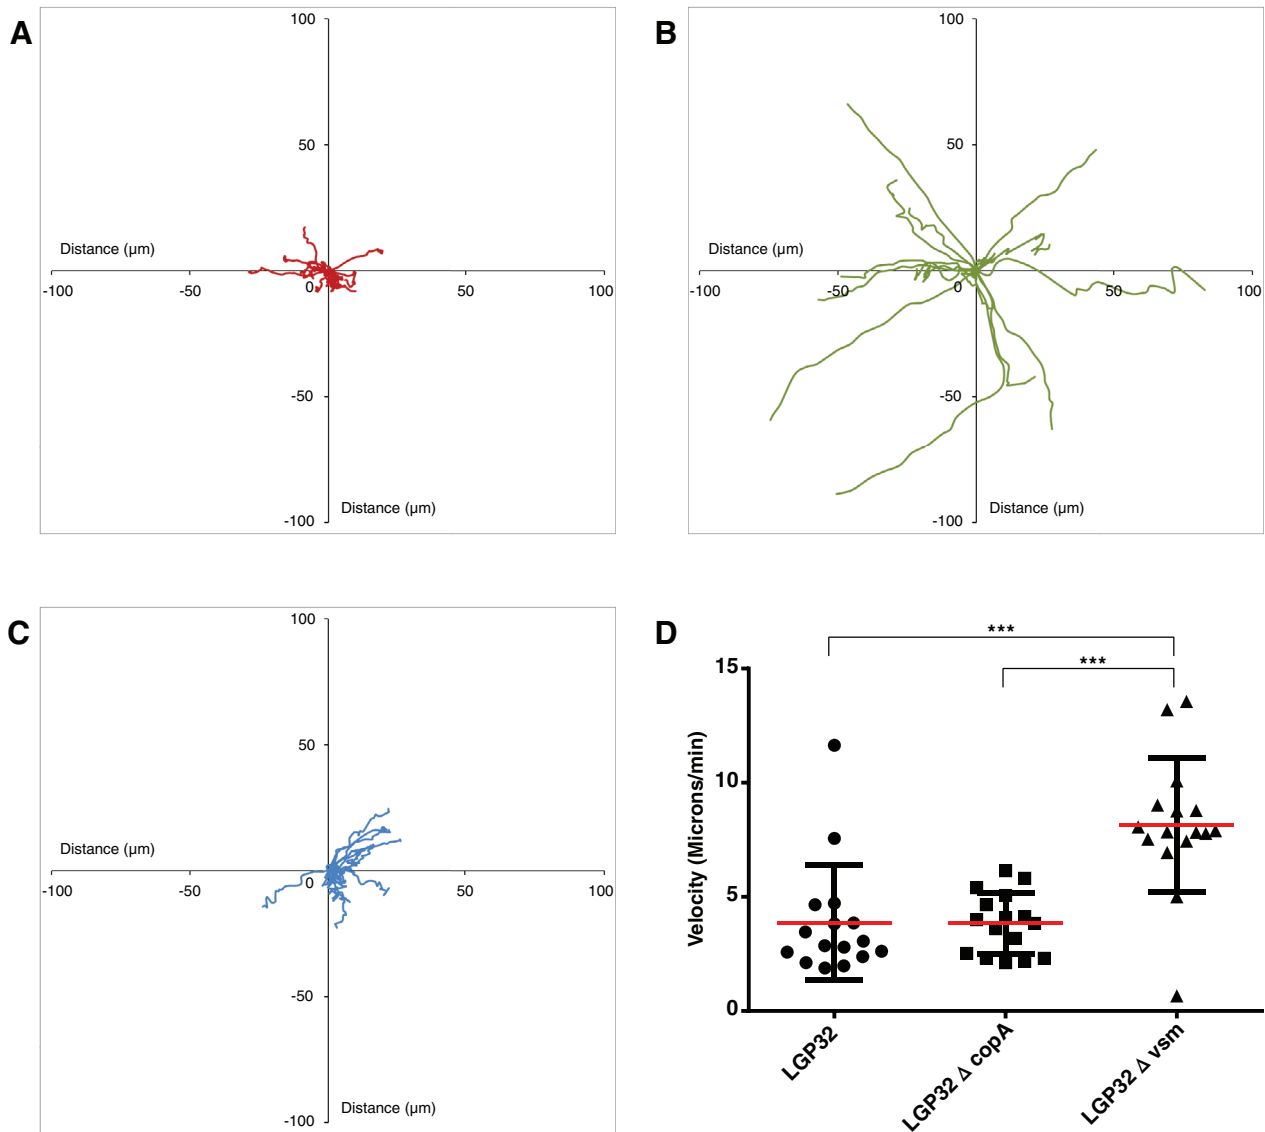 A
100
50
Distance (µm)
-100
-50
0
50
100
-50
Distance (µm)
-100
B
100
50
Distance (µm)
-100
-50
0
50
100
-50
Distance (µm)
-100
C
100
50
Distance (µm)
-100
-50
0
50
100
-50
Distance (µm)
-100
D
***
***
15
10
5
0
Velocity (Microns/min)
LGP32
LGP32 Δ copA
LGP32 Δ vsm